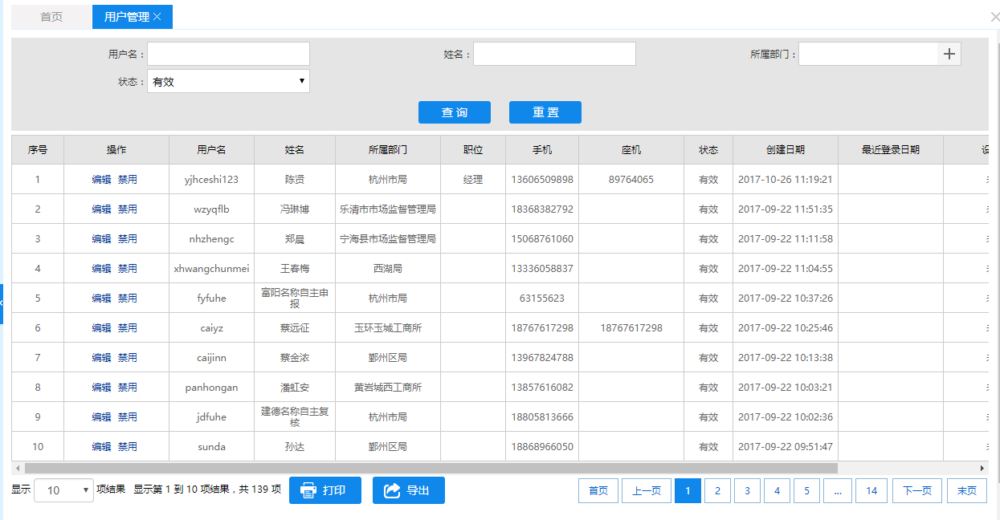 首页 用户管理
用户名： 姓名： 所属部门：
状态： 有效
查 询 重 置
序号 操作 用户名 姓名 所属部门 职位 手机 座机 状态 创建日期 最近登录日期
1 编辑 禁用 yjhceshi123 陈贤 杭州市局 经理 13606509898 89764065 有效 2017-10-26 11:19:21
2 编辑 禁用 wzyqflb 冯琳博 乐清市市场监督管理局 18368382792 有效 2017-09-22 11:51:35
3 编辑 禁用 nhzhengc 郑晨 宁海县市场监督管理局 15068761060 有效 2017-09-22 11:11:58
4 编辑 禁用 xhwangchunmei 王春梅 西湖局 13336058837 有效 2017-09-22 11:04:55
5 编辑 禁用 fyfuhe 富阳名称自主申报 杭州市局 63155623 有效 2017-09-22 10:37:26
6 编辑 禁用 caiyz 蔡远征 玉环玉城工商所 18767617298 18767617298 有效 2017-09-22 10:25:46
7 编辑 禁用 caijinn 蔡金浓 鄞州区局 13967824788 有效 2017-09-22 10:13:38
8 编辑 禁用 panhongan 潘虹安 黄岩城西工商所 13857616082 有效 2017-09-22 10:03:21
9 编辑 禁用 jdfuhe 建德名称自主复核 杭州市局 18805813666 有效 2017-09-22 10:02:36
10 编辑 禁用 sunda 孙达 鄞州区局 18868966050 有效 2017-09-22 09:51:47
显示 10 项结果 显示第 1 到 10 项结果，共 139 项 打印 导出 首页 上一页 1 2 3 4 5 ... 14 下一页 末页